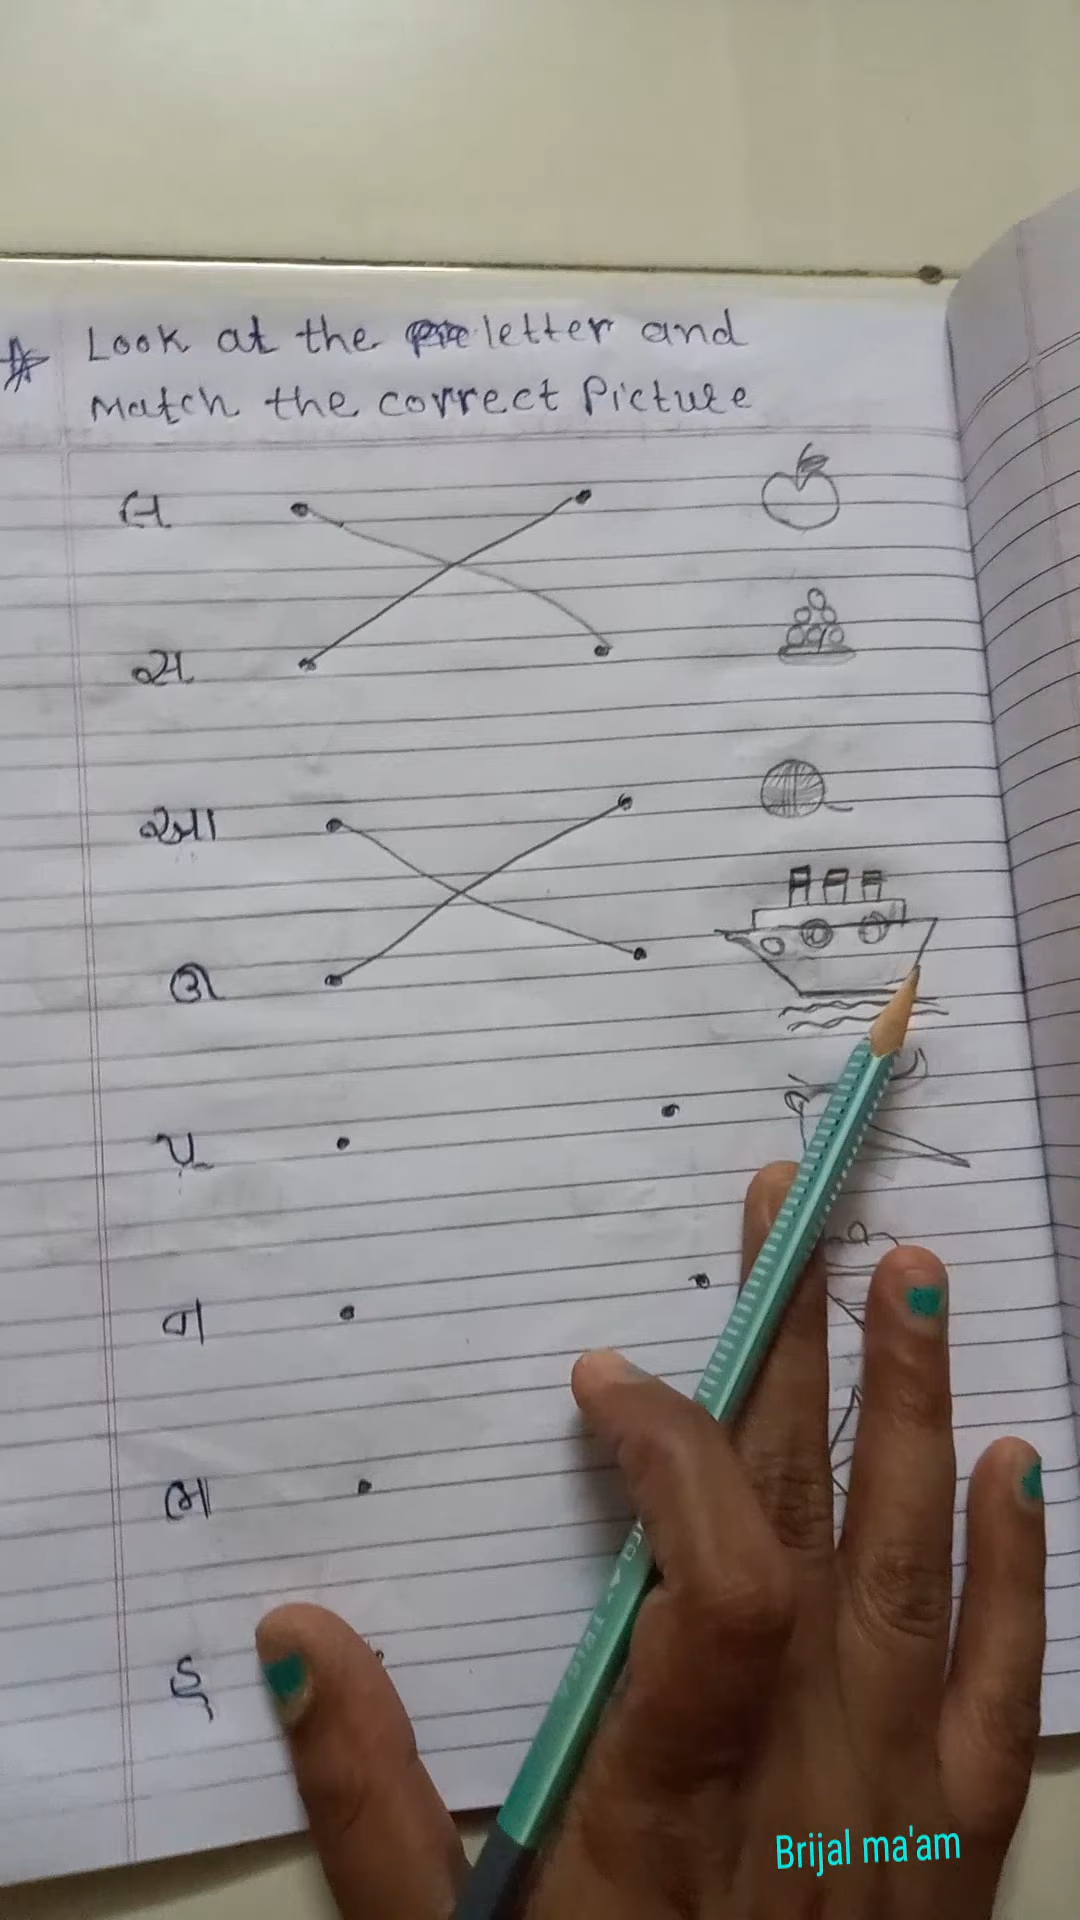 Look at the letter and
Match the correct Picture
લ
સ
આ
ઊ
પ
ગ
ભ
હ
Brijal ma'am